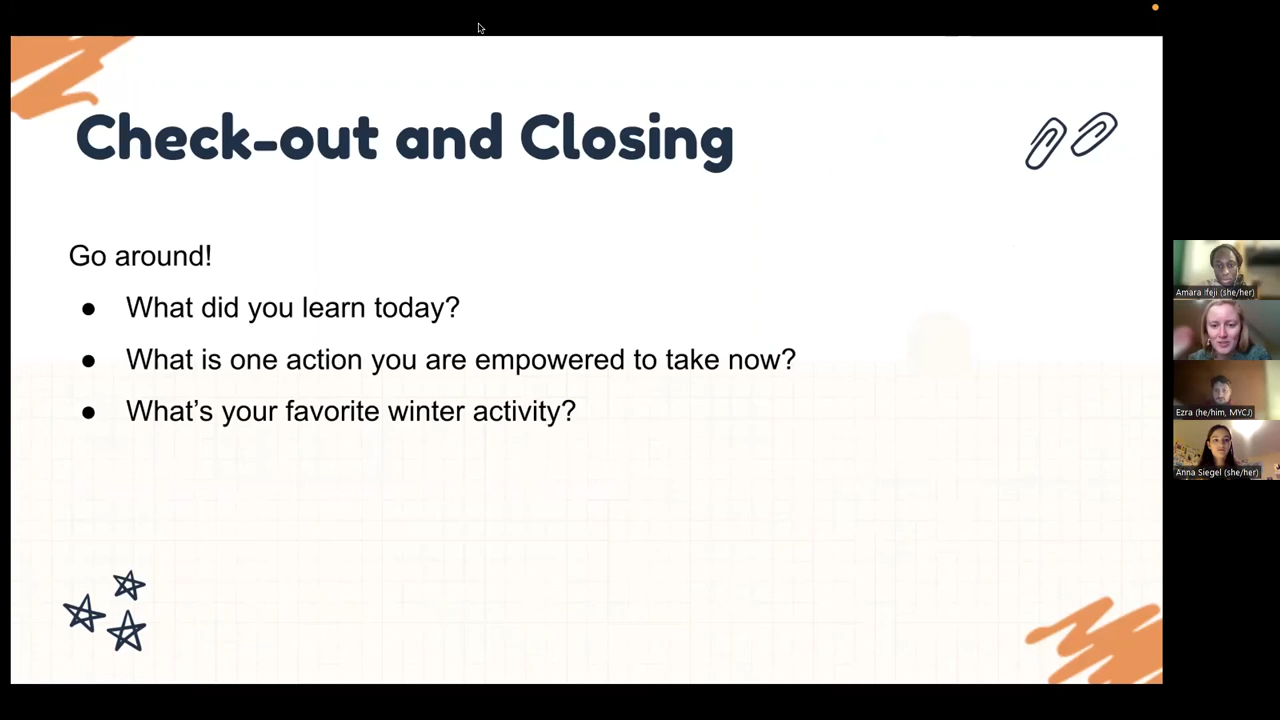 Check-out and Closing
Go around!
● What did you learn today?
● What is one action you are empowered to take now?
● What's your favorite winter activity?
Amara Ifeji (she/her)
Ezra (he/him, MYCJ)
Anna Siegel (she/her)